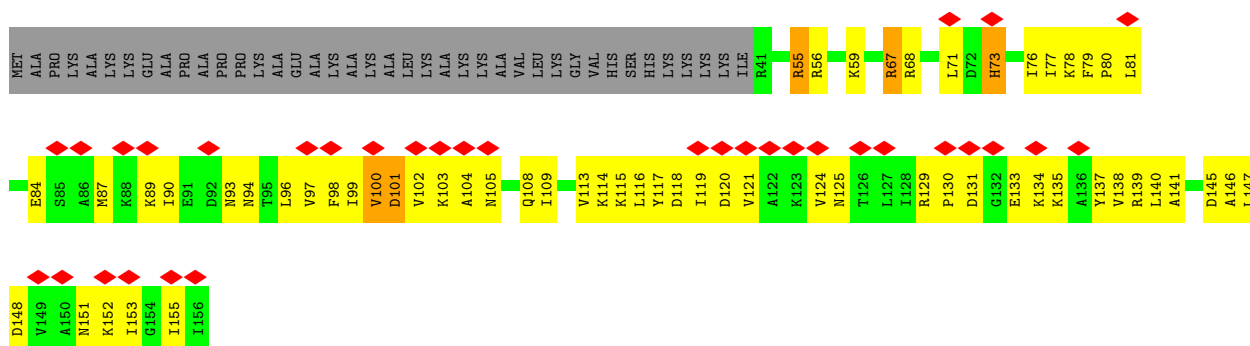 MET ALA PRO LYS ALA LYS LYS GLU ALA PRO ALA PRO PRO LYS ALA GLU ALA LYS ALA LYS ALA LEU LYS ALA LYS LYS ALA VAL LEU LYS GLY VAL HIS SER HIS LYS LYS LYS LYS ILE R41 R55 R56 K59 R67 R68 L71 D72 H73 I76 I77 K78 F79 P80 L81
E84 S85 A86 M87 K88 K89 I90 E91 D92 N93 N94 T95 L96 V97 F98 I99 V100 D101 V102 K103 A104 N105 Q108 I109 V113 K114 K115 L116 Y117 D118 I119 D120 V121 A122 K123 V124 N125 T126 L127 I128 R129 P130 D131 G132 E133 K134 K135 A136 Y137 V138 R139 L140 A141 D145 A146 L147
D148 V149 A150 N151 K152 I153 G154 I155 I156